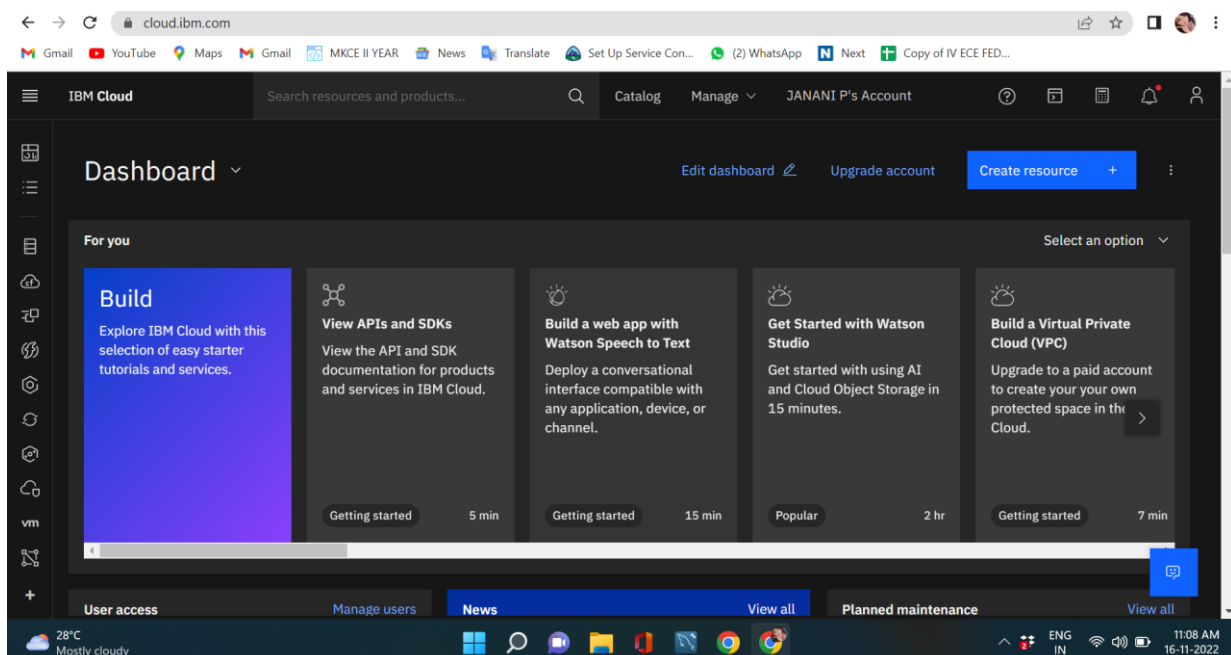 cloud.ibm.com
Gmail YouTube Maps Gmail MKCE II YEAR News Translate Set Up Service Con... (2) WhatsApp Next Copy of IV ECE FED...
IBM Cloud Search resources and products... Catalog Manage JANANI P's Account
Dashboard Edit dashboard Upgrade account Create resource +
For you Select an option
Build
Explore IBM Cloud with this
selection of easy starter
tutorials and services.
View APIs and SDKs
View the API and SDK
documentation for products
and services in IBM Cloud.
Getting started 5 min
Build a web app with
Watson Speech to Text
Deploy a conversational
interface compatible with
any application, device, or
channel.
Getting started 15 min
Get Started with Watson
Studio
Get started with using AI
and Cloud Object Storage in
15 minutes.
Popular 2 hr
Build a Virtual Private
Cloud (VPC)
Upgrade to a paid account
to create your your own
protected space in the
Cloud.
Getting started 7 min
vm
User access Manage users News View all Planned maintenance View all
28°C
Mostly cloudy
ENG
IN
11:08 AM
16-11-2022